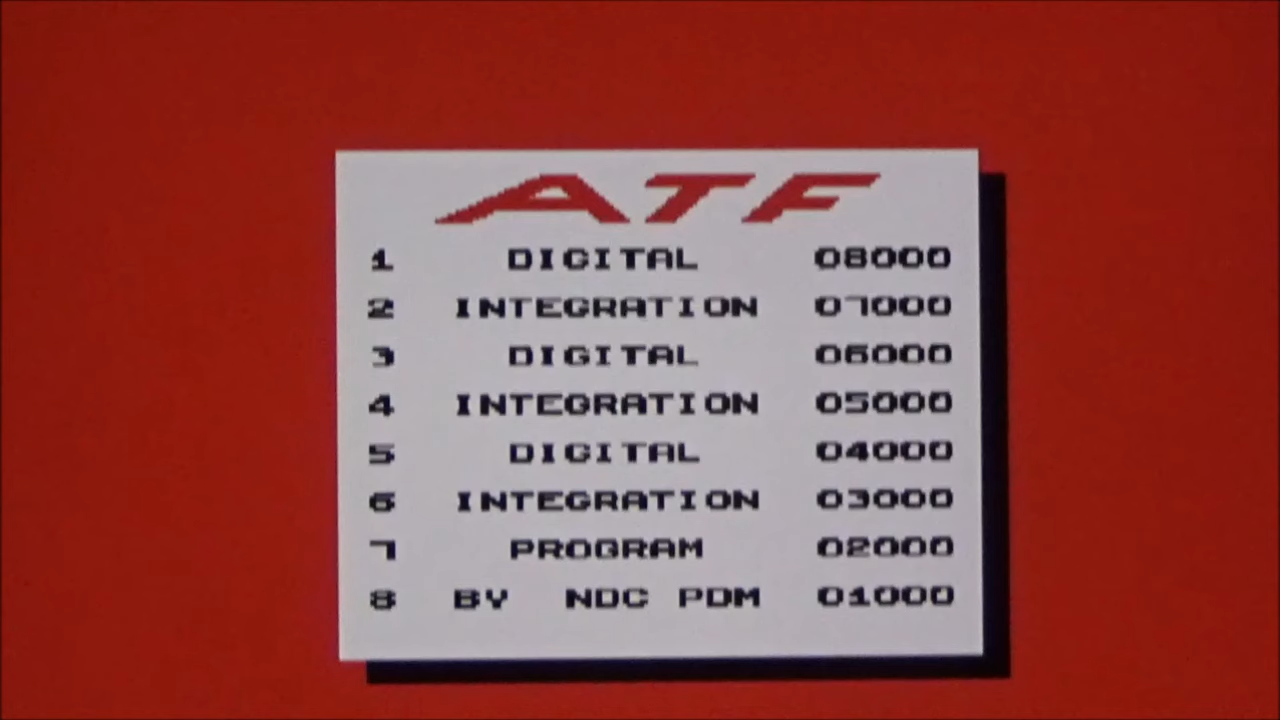 ATF
1 DIGITAL 08000
2 INTEGRATION 07000
3 DIGITAL 06000
4 INTEGRATION 05000
5 DIGITAL 04000
6 INTEGRATION 03000
7 PROGRAM 02000
8 BY NDC PDM 01000